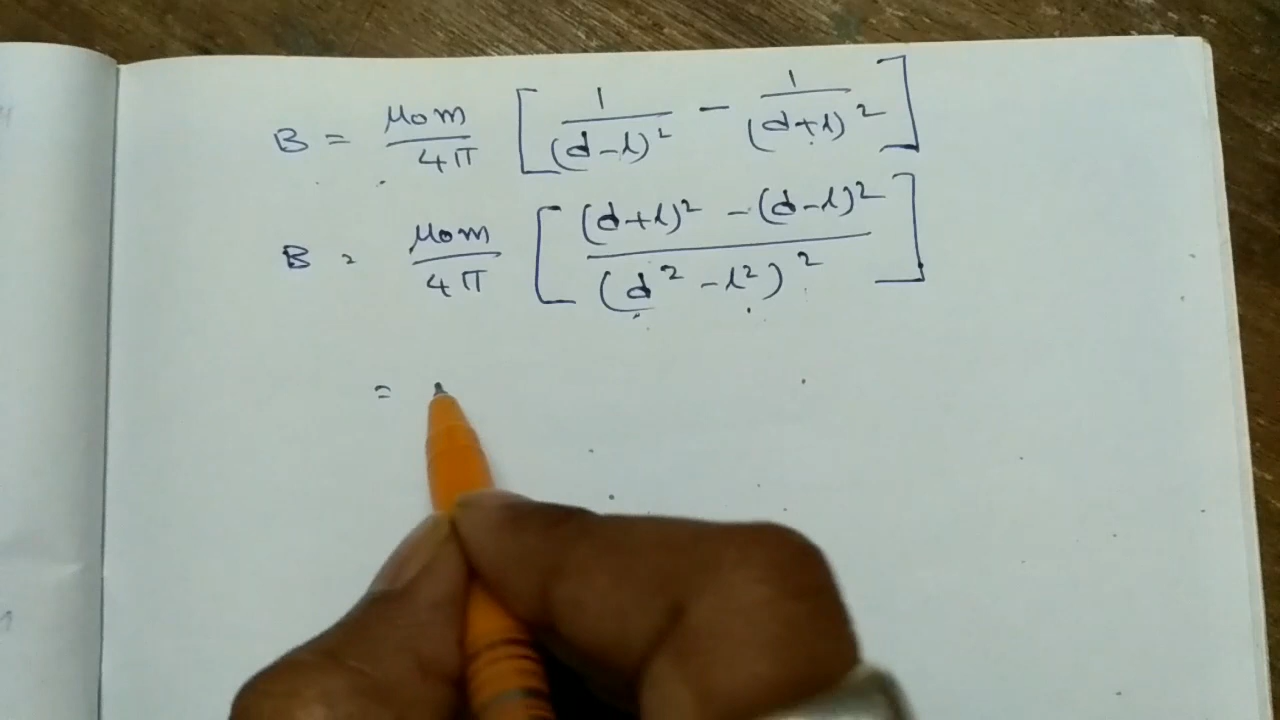 B = μ₀m/4π [ 1/(d-l)² - 1/(d+l)² ]
B = μ₀m/4π [ (d+l)² - (d-l)² / (d² - l²)² ]
=